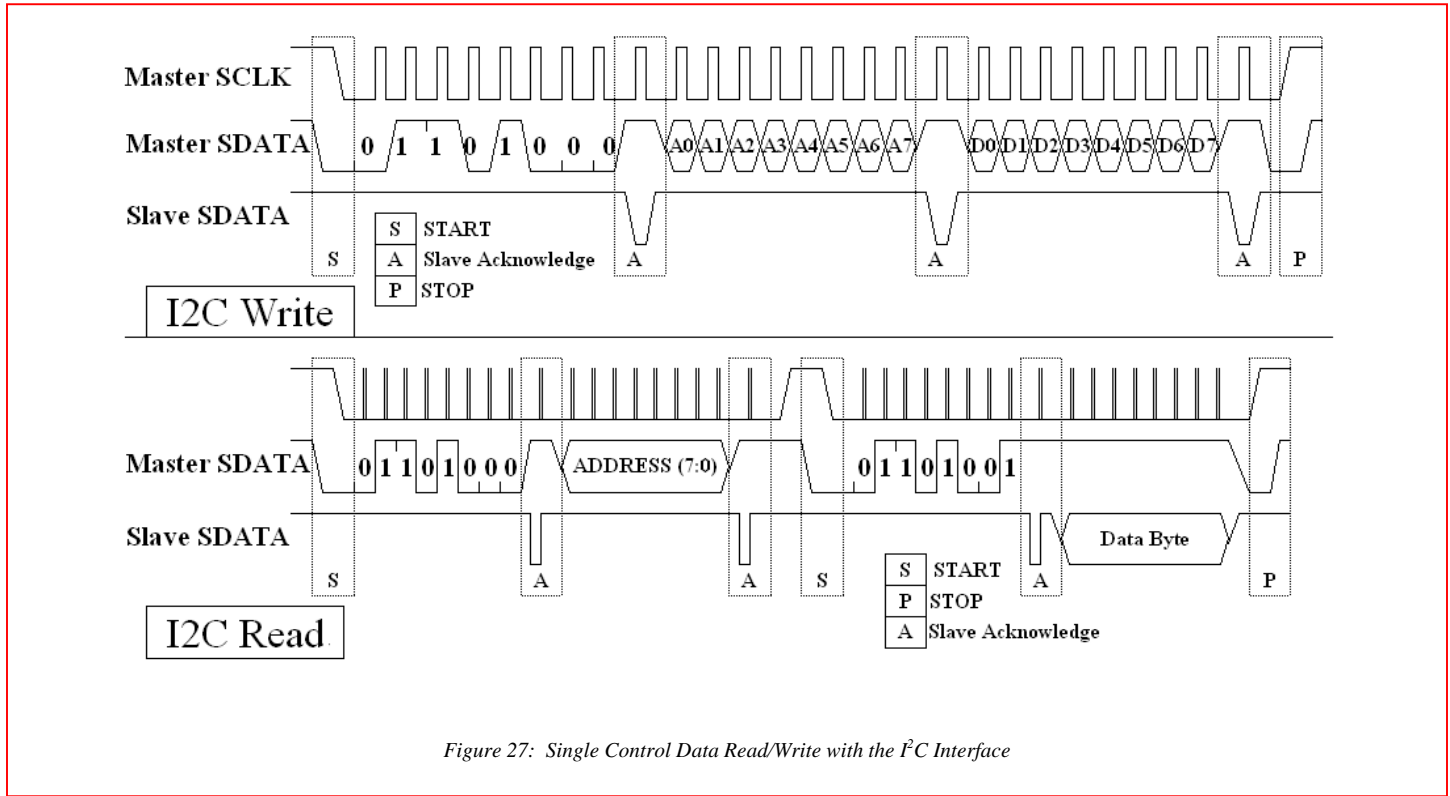 Master SCLK
Master SDATA 0 1 1 0 1 0 0 0 A0 A1 A2 A3 A4 A5 A6 A7 D0 D1 D2 D3 D4 D5 D6 D7
Slave SDATA
S START
A Slave Acknowledge
P STOP
S A A A P
I2C Write
Master SDATA 0 1 1 0 1 0 0 0 ADDRESS (7:0) 0 1 1 0 1 0 0 1
Slave SDATA Data Byte
S A A S A P
S START
P STOP
A Slave Acknowledge
I2C Read
Figure 27: Single Control Data Read/Write with the I²C Interface